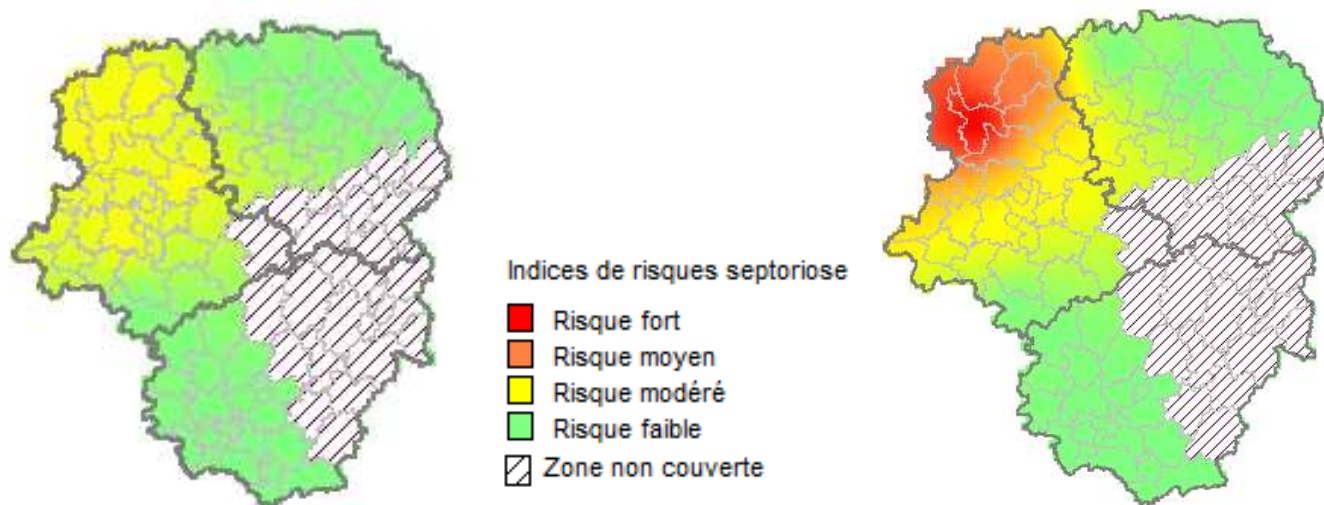 Indices de risques septoriose
Risque fort
Risque moyen
Risque modéré
Risque faible
Zone non couverte